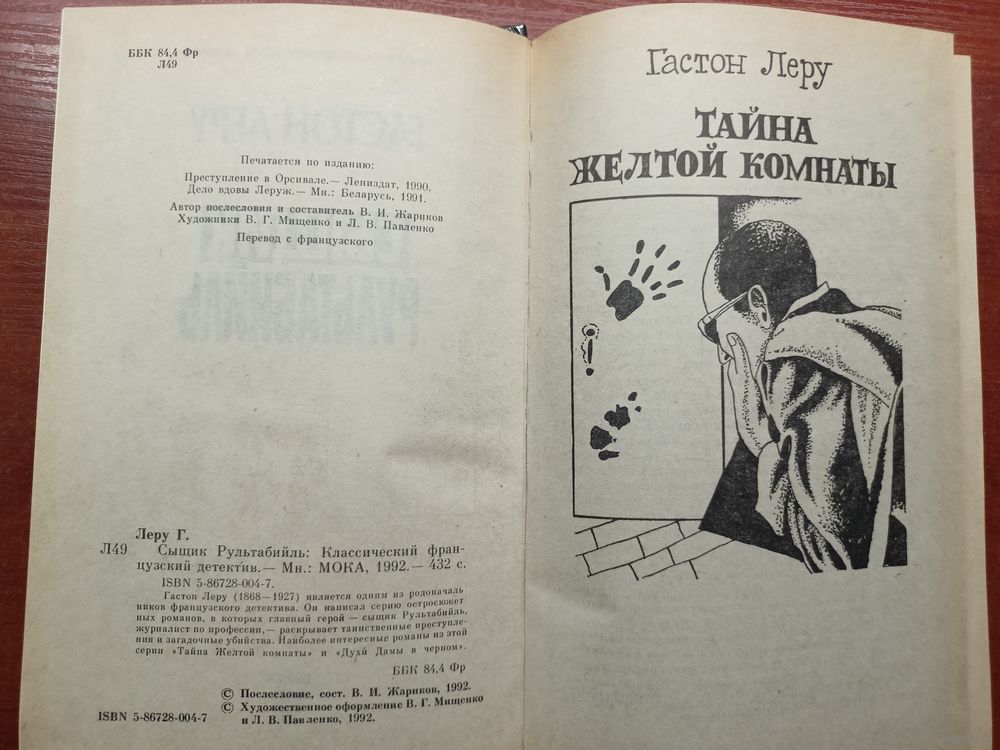 ББК 84,4 Фр
Л49
Печатается по изданию:
Преступление в Орсивале.— Лениздат, 1990.
Дело вдовы Леруж.— Мн.: Беларусь, 1991.
Автор послесловия и составитель В. И. Жариков
Художники В. Г. Мищенко и Л. В. Павленко
Перевод с французского
Леру Г.
Л49 Сыщик Рультабийль: Классический фран-
цузский детектив.— Мн.: МОКА, 1992.— 432 с.
ISBN 5-86728-004-7.
Гастон Леру (1868—1927) является одним из родоначаль
ников французского детектива. Он написал серию остросюжет
ных романов, в которых главный герой — сыщик Рультабийль,
журналист по профессии,— раскрывает таинственные преступле-
ния и загадочные убийства. Наиболее интересные романы из этой
серии «Тайна Желтой комнаты» и «Духи Дамы в черном».
ББК 84,4 Фр
© Послесловие, сост. В. И. Жариков, 1992.
© Художественное оформление В. Г. Мищенко
и Л. В. Павленко, 1992.
ISBN 5-86728-004-7
Гастон Леру
ТАЙНА
ЖЕЛТОЙ КОМНАТЫ